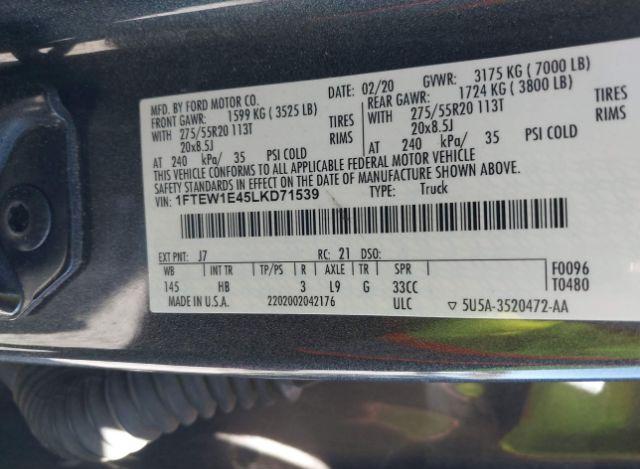 MFD. BY FORD MOTOR CO. DATE: 02/20 GVWR: 3175 KG ( 7000 LB)
FRONT GAWR: 1599 KG ( 3525 LB) REAR GAWR: 1724 KG ( 3800 LB)
WITH 275/55R20 113T TIRES WITH 275/55R20 113T TIRES
20x8.5J RIMS 20x8.5J RIMS
AT 240 kPa/ 35 PSI COLD AT 240 kPa/ 35 PSI COLD
THIS VEHICLE CONFORMS TO ALL APPLICABLE FEDERAL MOTOR VEHICLE
SAFETY STANDARDS IN EFFECT ON THE DATE OF MANUFACTURE SHOWN ABOVE.
VIN: 1FTEW1E45LKD71539 TYPE: Truck
EXT PNT: J7 RC: 21 DSO: F0096
WB INT TR TP/PS R AXLE TR SPR T0480
145 HB 3 L9 G 33CC
MADE IN U.S.A. 2202002042176 ULC ▽ 5U5A-3520472-AA